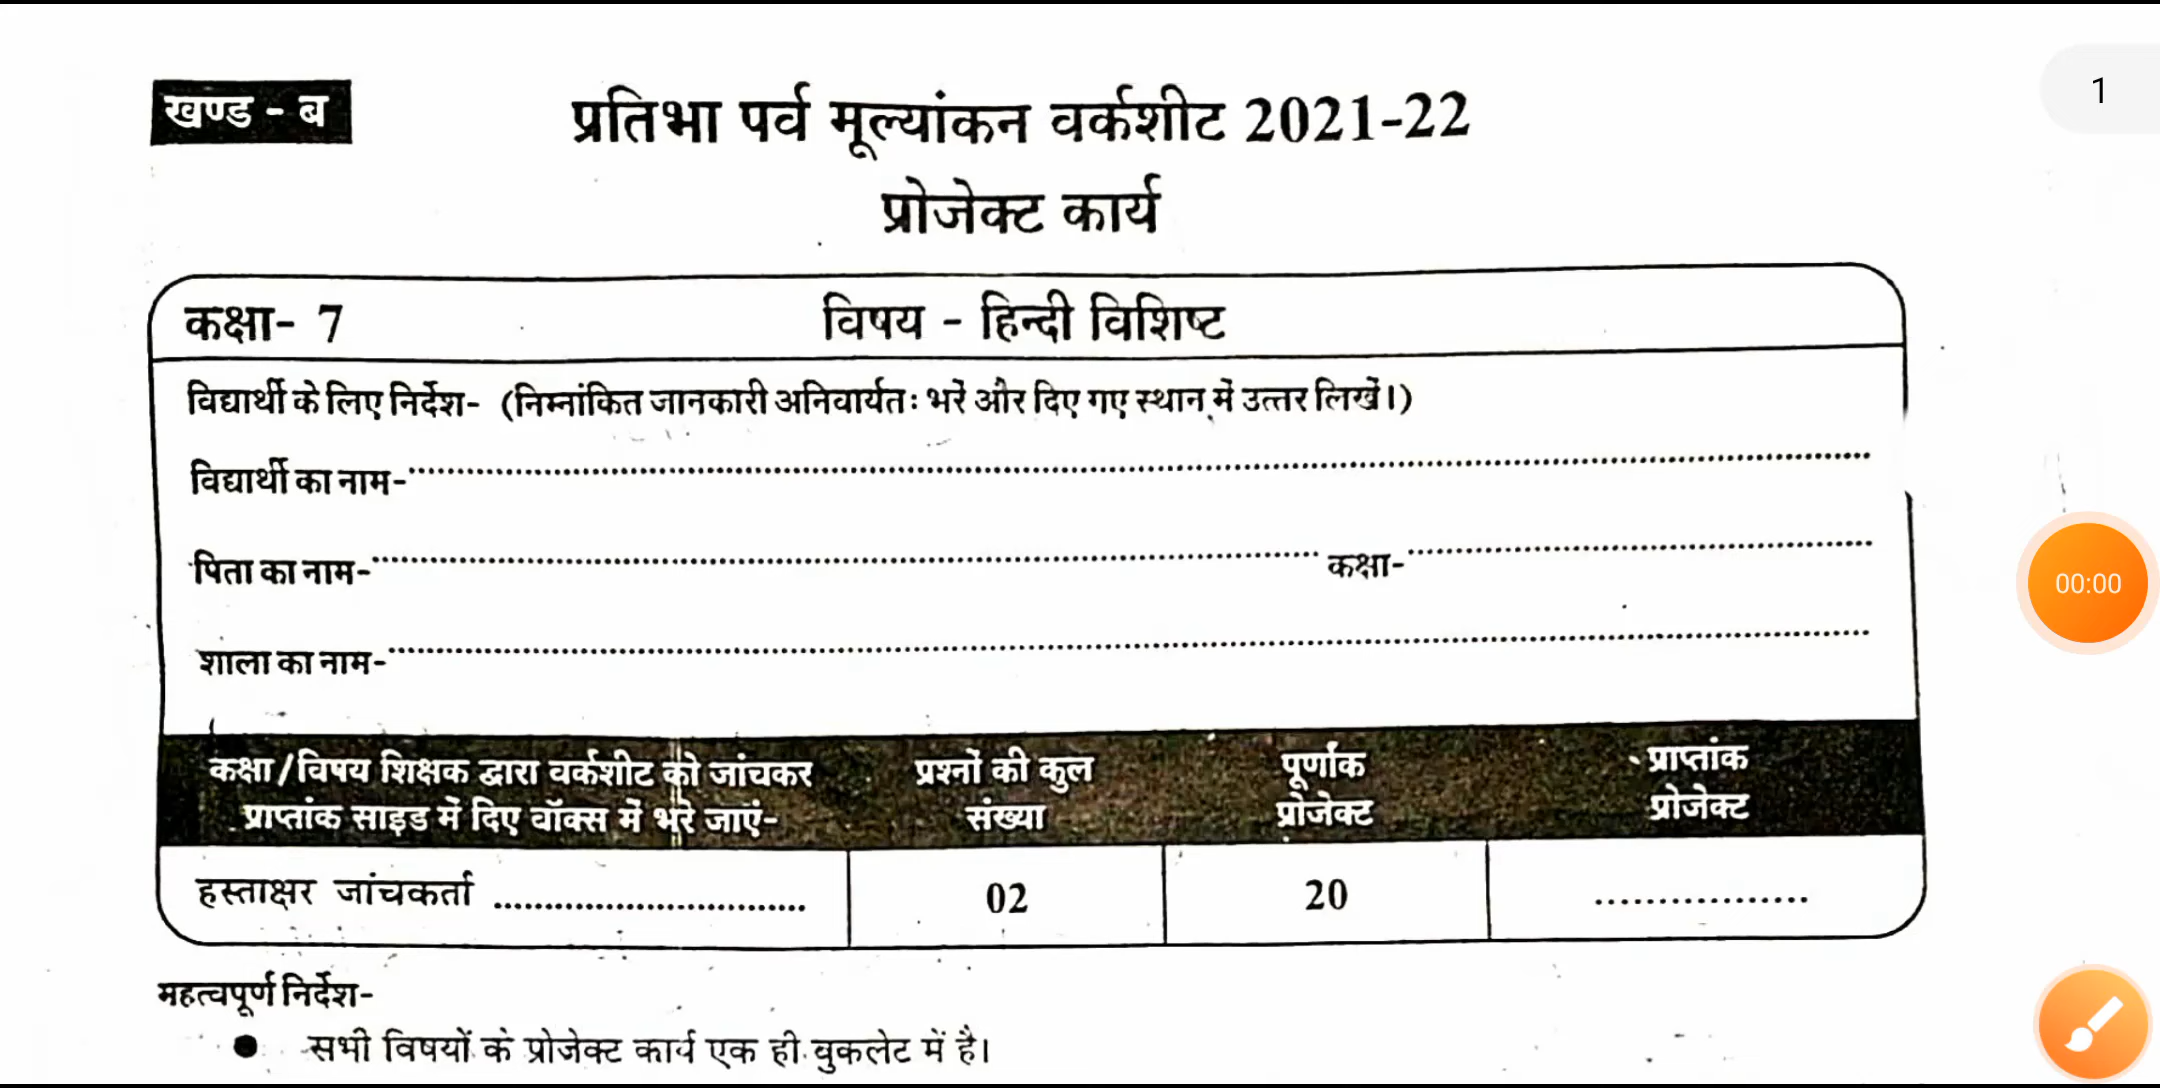 1
खण्ड - ब
प्रतिभा पर्व मूल्यांकन वर्कशीट 2021-22
प्रोजेक्ट कार्य
कक्षा- 7 विषय - हिन्दी विशिष्ट
विद्यार्थी के लिए निर्देश- (निम्नांकित जानकारी अनिवार्यतः भरें और दिए गए स्थान में उत्तर लिखें।)
विद्यार्थी का नाम-
पिता का नाम- कक्षा-
00:00
शाला का नाम-
कक्षा/विषय शिक्षक द्वारा वर्कशीट को जांचकर
प्राप्तांक साइड में दिए बॉक्स में भरे जाएं-
प्रश्नों की कुल
संख्या
पूर्णांक
प्रोजेक्ट
प्राप्तांक
प्रोजेक्ट
हस्ताक्षर जांचकर्ता ............................... 02 20 .................
महत्वपूर्ण निर्देश-
● सभी विषयों के प्रोजेक्ट कार्य एक ही बुकलेट में है।